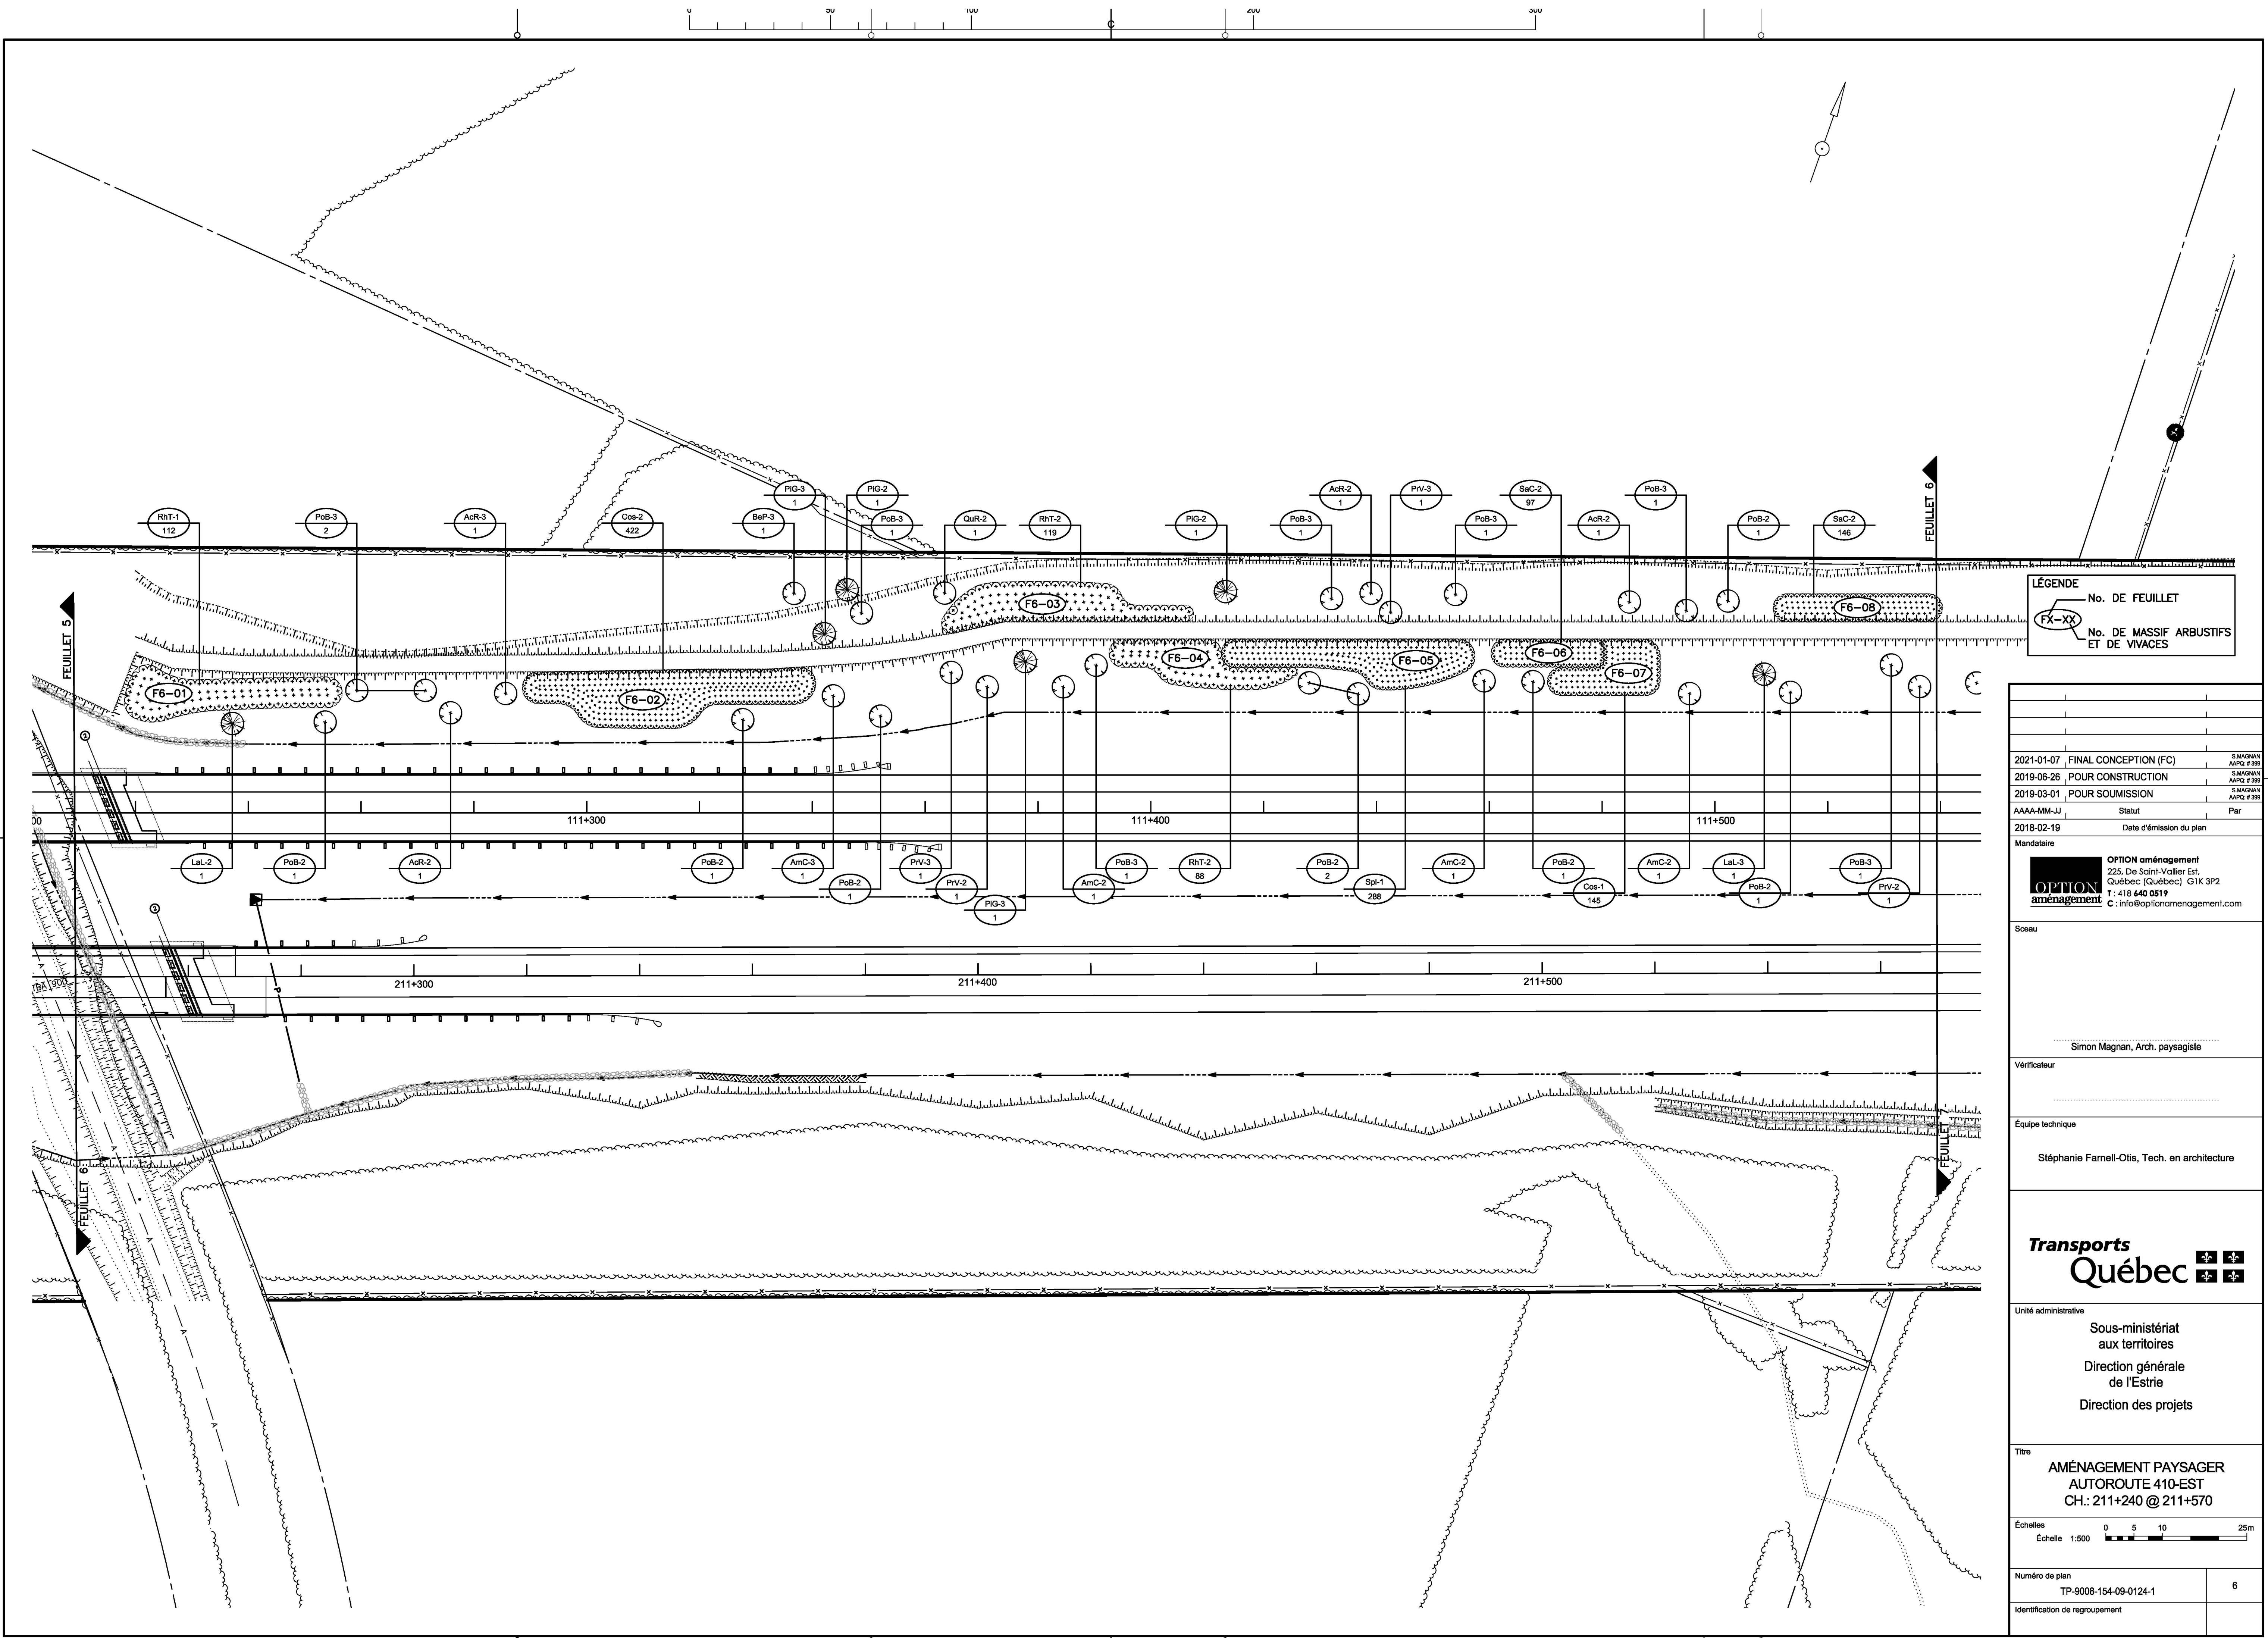 0 50 100 200 300
C
FEUILLET 5
FEUILLET 6
PiG-3
1
PiG-2
1
AcR-2
1
PrV-3
1
SaC-2
97
PoB-3
1
RhT-1
112
PoB-3
2
AcR-3
1
Cos-2
422
BeP-3
1
PoB-3
1
QuR-2
1
RhT-2
119
PiG-2
1
PoB-3
1
PoB-3
1
AcR-2
1
PoB-2
1
SaC-2
146
F6-01
F6-02
F6-03
F6-04
F6-05
F6-06
F6-07
F6-08
LÉGENDE
No. DE FEUILLET
FX-XX
No. DE MASSIF ARBUSTIFS
ET DE VIVACES
111+300
111+400
111+500
LaL-2
1
PoB-2
1
AcR-2
1
PoB-2
1
AmC-3
1
PoB-2
1
PrV-3
1
PrV-2
1
PiG-3
1
AmC-2
1
PoB-3
1
RhT-2
88
PoB-2
2
Spl-1
288
AmC-2
1
PoB-2
1
Cos-1
145
AmC-2
1
LaL-3
1
PoB-2
1
PoB-3
1
PrV-2
1
211+300
211+400
211+500
FEUILLET 6
FEUILLET 7
2021-01-07 FINAL CONCEPTION (FC) S.MAGNAN AAPQ: # 399
2019-06-26 POUR CONSTRUCTION S.MAGNAN AAPQ: # 399
2019-03-01 POUR SOUMISSION S.MAGNAN AAPQ: # 399
AAAA-MM-JJ Statut Par
2018-02-19 Date d'émission du plan
Mandataire
OPTION
aménagement
OPTION aménagement
225, De Saint-Vallier Est,
Québec (Québec) G1K 3P2
T : 418 640 0519
C : info@optionamenagement.com
Sceau
Simon Magnan, Arch. paysagiste
Vérificateur
Équipe technique
Stéphanie Farnell-Otis, Tech. en architecture
Transports
Québec
Unité administrative
Sous-ministériat
aux territoires
Direction générale
de l'Estrie
Direction des projets
Titre
AMÉNAGEMENT PAYSAGER
AUTOROUTE 410-EST
CH.: 211+240 @ 211+570
Échelles
Échelle 1:500
0 5 10 25m
Numéro de plan
TP-9008-154-09-0124-1
6
Identification de regroupement